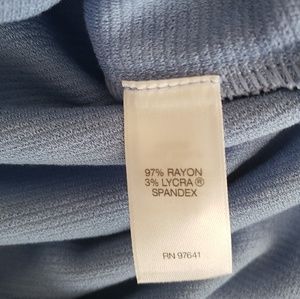 97% RAYON
3% LYCRA ®
SPANDEX
RN 97641